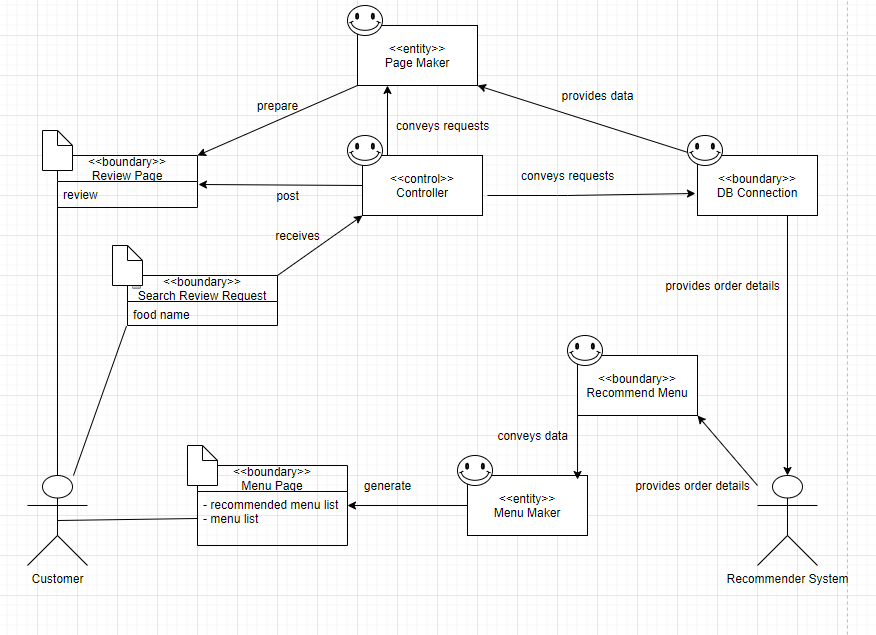 <<entity>>
Page Maker
provides data
prepare
conveys requests
<<boundary>>
Review Page
review
<<control>>
Controller
conveys requests
<<boundary>>
DB Connection
post
receives
<<boundary>>
Search Review Request
food name
provides order details
<<boundary>>
Recommend Menu
conveys data
<<boundary>>
Menu Page
- recommended menu list
- menu list
generate
<<entity>>
Menu Maker
provides order details
Customer
Recommender System